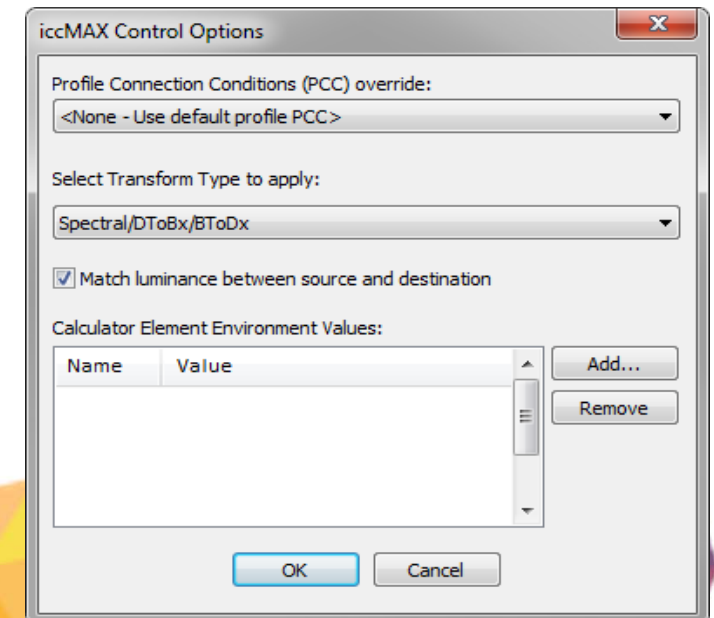 iccMAX Control Options
Profile Connection Conditions (PCC) override:
<None - Use default profile PCC>
Select Transform Type to apply:
Spectral/DToBx/BToDx
Match luminance between source and destination
Calculator Element Environment Values:
Name Value
Add...
Remove
OK Cancel